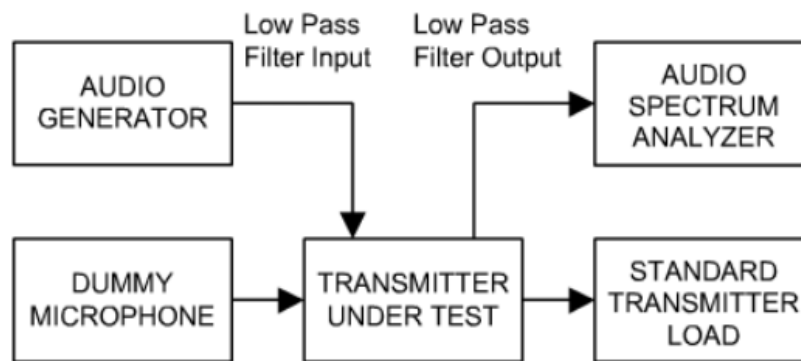 Low Pass
Filter Input
Low Pass
Filter Output
AUDIO
GENERATOR
AUDIO
SPECTRUM
ANALYZER
DUMMY
MICROPHONE
TRANSMITTER
UNDER TEST
STANDARD
TRANSMITTER
LOAD